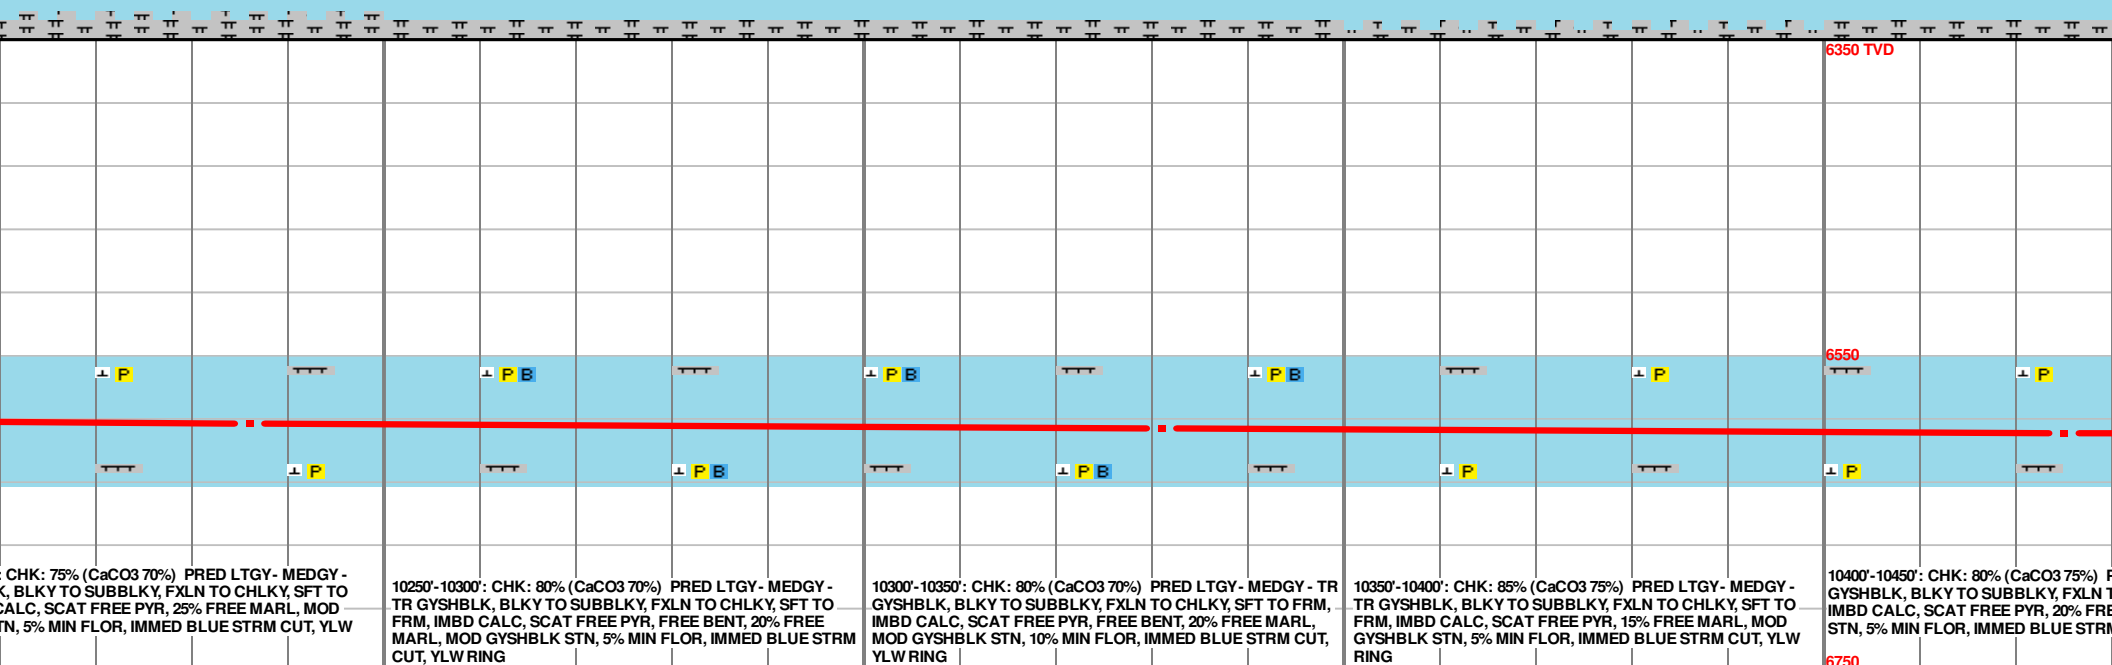 6350 TVD
6550
P
P B
P B
P B
P
P
P
P B
P B
P
P
: CHK: 75% (CaCO3 70%) PRED LTGY- MEDGY -
, BLKY TO SUBBLKY, FXLN TO CHLKY, SFT TO
CALC, SCAT FREE PYR, 25% FREE MARL, MOD
5% MIN FLOR, IMMED BLUE STRM CUT, YLW
10250'-10300': CHK: 80% (CaCO3 70%) PRED LTGY- MEDGY -
TR GYSHBLK, BLKY TO SUBBLKY, FXLN TO CHLKY, SFT TO
FRM, IMBD CALC, SCAT FREE PYR, FREE BENT, 20% FREE
MARL, MOD GYSHBLK STN, 5% MIN FLOR, IMMED BLUE STRM
CUT, YLW RING
10300'-10350': CHK: 80% (CaCO3 70%) PRED LTGY- MEDGY - TR
GYSHBLK, BLKY TO SUBBLKY, FXLN TO CHLKY, SFT TO FRM,
IMBD CALC, SCAT FREE PYR, FREE BENT, 20% FREE MARL,
MOD GYSHBLK STN, 10% MIN FLOR, IMMED BLUE STRM CUT,
YLW RING
10350'-10400': CHK: 85% (CaCO3 75%) PRED LTGY- MEDGY -
TR GYSHBLK, BLKY TO SUBBLKY, FXLN TO CHLKY, SFT TO
FRM, IMBD CALC, SCAT FREE PYR, 15% FREE MARL, MOD
GYSHBLK STN, 5% MIN FLOR, IMMED BLUE STRM CUT, YLW
RING
10400'-10450': CHK: 80% (CaCO3 75%)
GYSHBLK, BLKY TO SUBBLKY, FXLN
IMBD CALC, SCAT FREE PYR, 20%
STN, 5% MIN FLOR, IMMED BLUE STRM
6750